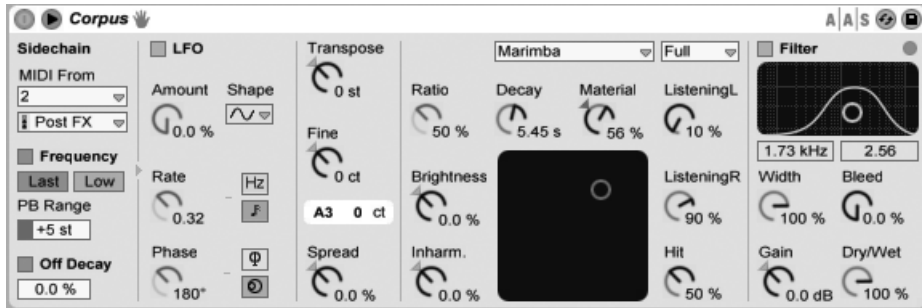 Corpus
A|A|S
Sidechain
MIDI From
2
Post FX
Frequency
Last Low
PB Range
+5 st
Off Decay
0.0 %
LFO
Amount Shape
0.0 %
Rate
Hz
0.32
Phase
Φ
180°
Transpose
0 st
Fine
0 ct
A3 0 ct
Spread
0.0 %
Marimba Full
Ratio Decay Material ListeningL
50 % 5.45 s 56 % 10 %
Brightness ListeningR
0.0 % 90 %
Inharm. Hit
0.0 % 50 %
Filter
1.73 kHz 2.56
Width Bleed
100 % 0.0 %
Gain Dry/Wet
0.0 dB 100 %